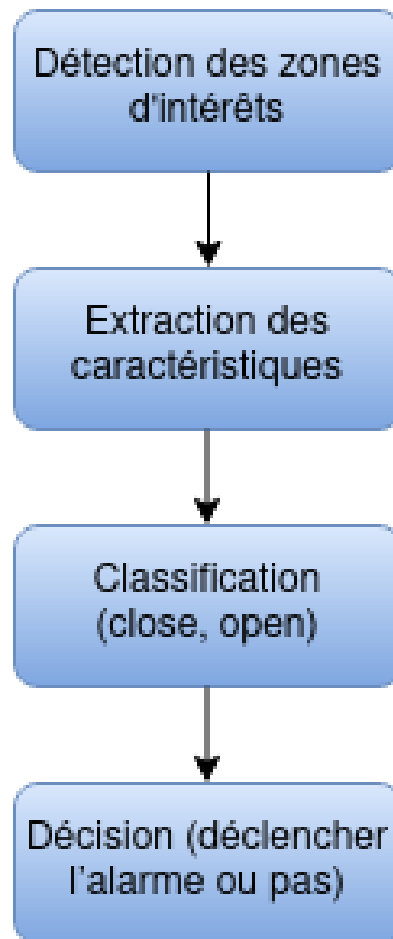 Détection des zones
d'intérêts
Extraction des
caractéristiques
Classification
(close, open)
Décision (déclencher
l'alarme ou pas)